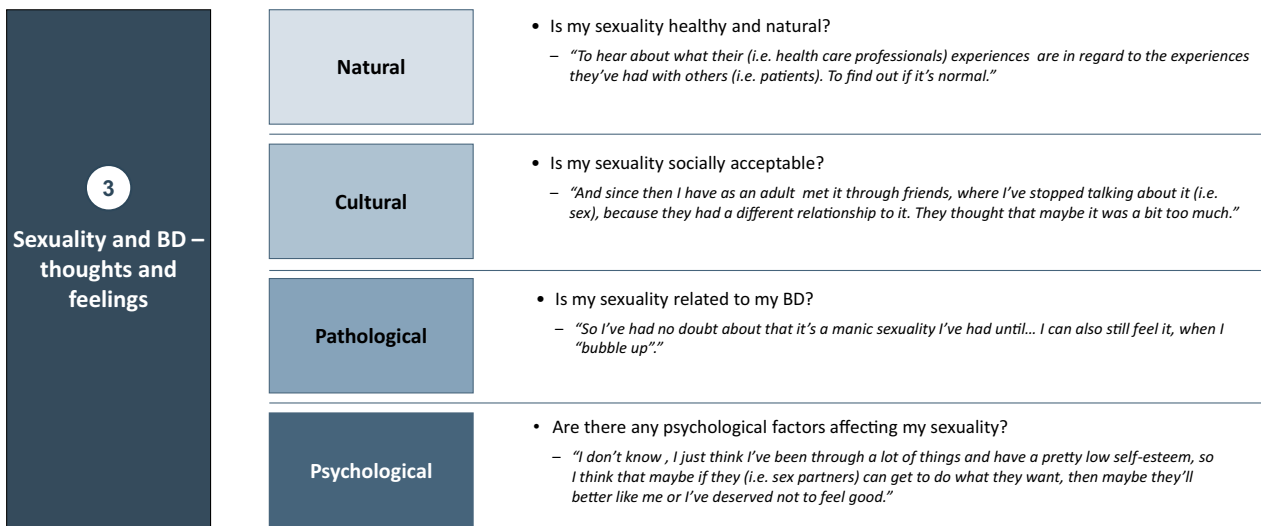 3
Sexuality and BD –
thoughts and
feelings
Natural
• Is my sexuality healthy and natural?
– “To hear about what their (i.e. health care professionals) experiences are in regard to the experiences
they’ve had with others (i.e. patients). To find out if it’s normal.”
Cultural
• Is my sexuality socially acceptable?
– “And since then I have as an adult met it through friends, where I’ve stopped talking about it (i.e.
sex), because they had a different relationship to it. They thought that maybe it was a bit too much.”
Pathological
• Is my sexuality related to my BD?
– “So I’ve had no doubt about that it’s a manic sexuality I’ve had until… I can also still feel it, when I
“bubble up”.”
Psychological
• Are there any psychological factors affecting my sexuality?
– “I don’t know , I just think I’ve been through a lot of things and have a pretty low self-esteem, so
I think that maybe if they (i.e. sex partners) can get to do what they want, then maybe they’ll
better like me or I’ve deserved not to feel good.”